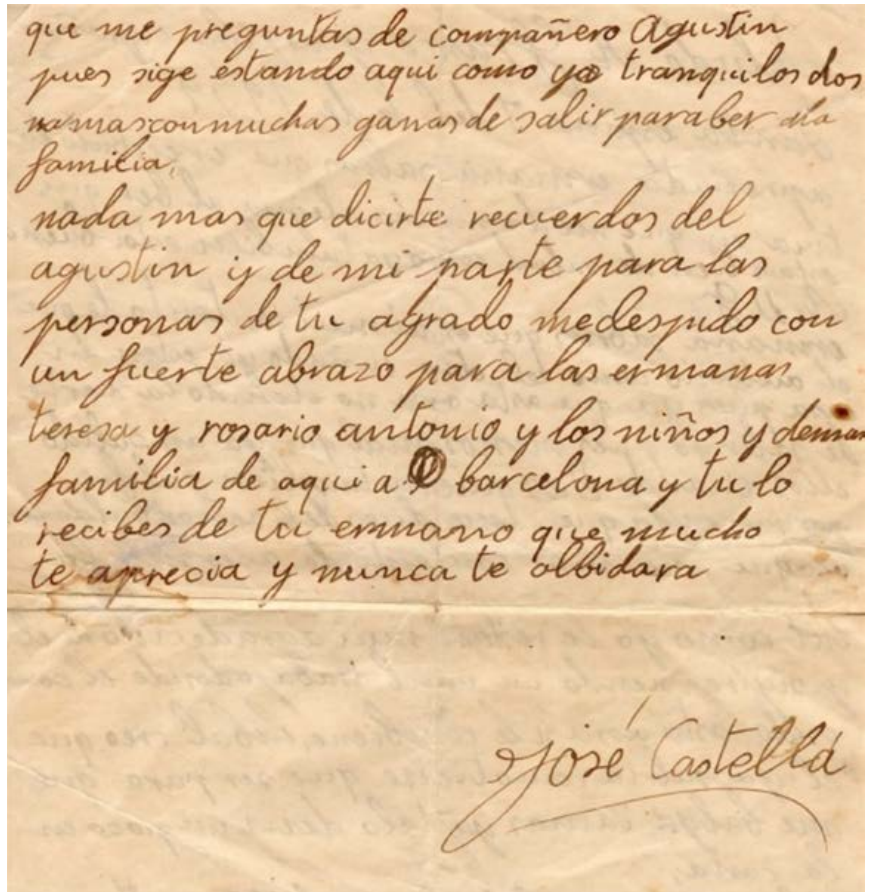 que me preguntas de compañero Agustin
pues sige estando aqui como yo tranquilos dos
na mas con muchas ganas de salir para ber a la
familia.
nada mas que dicirte recuerdos del
agustin y de mi parte para las
personas de tu agrado me despido con
un fuerte abrazo para las ermanas
teresa y rosario antonio y los niños y demas
familia de aqui a barcelona y tu lo
recibes de tu ermano que mucho
te aprecia y nunca te olbidara
José Castellá